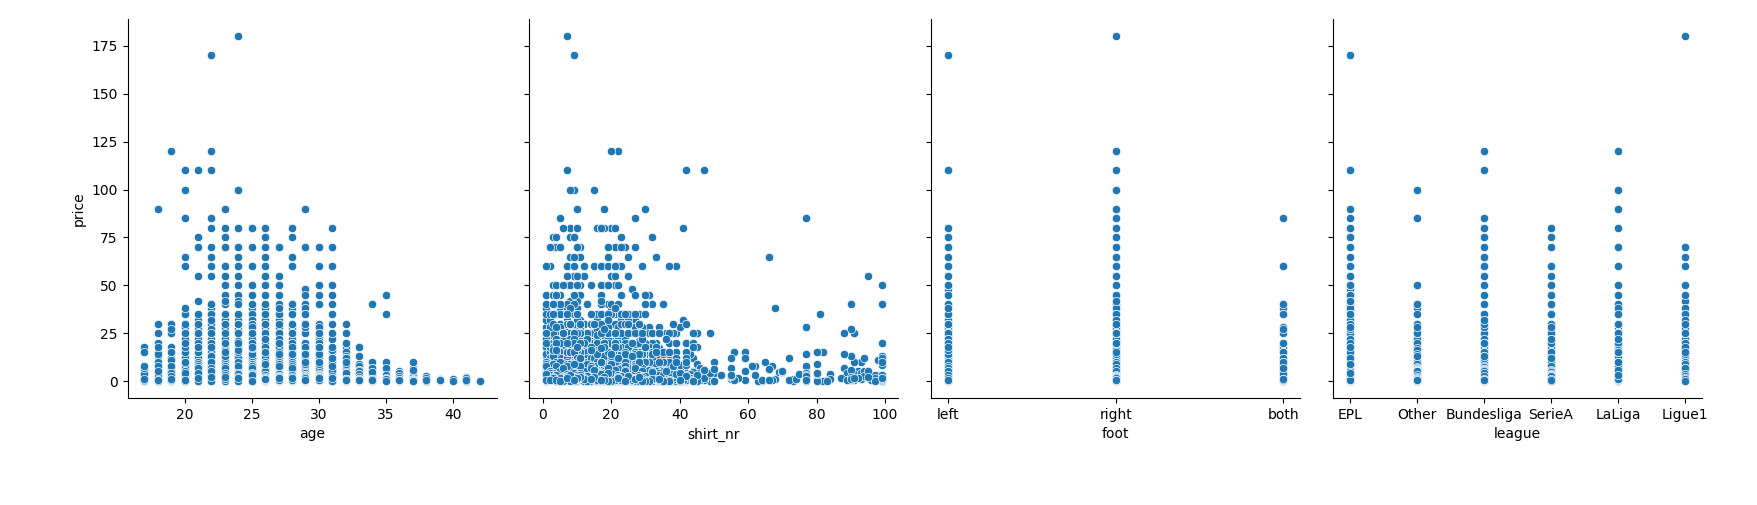 price
175
150
125
100
75
50
25
0
20 25 30 35 40
age
0 20 40 60 80 100
shirt_nr
left right both
foot
EPL Other Bundesliga SerieA LaLiga Ligue1
league